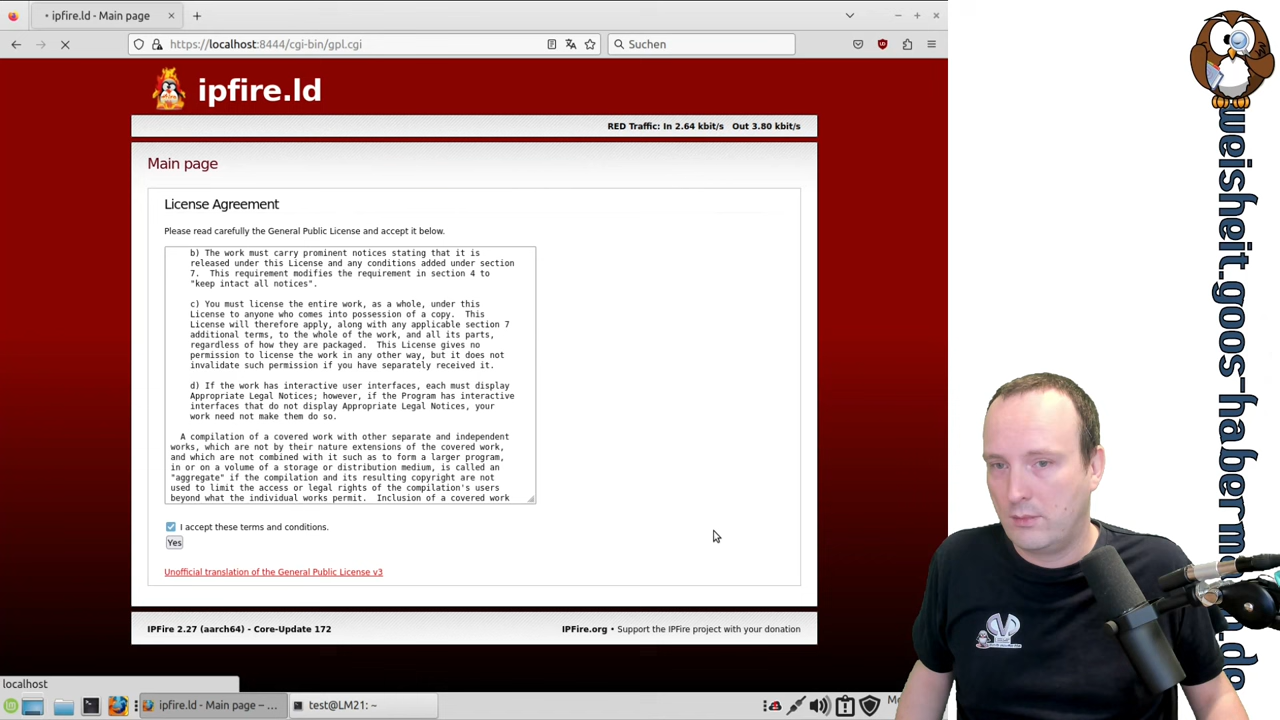 ipfire.ld - Main page
https://localhost:8444/cgi-bin/gpl.cgi
Suchen
ipfire.ld
RED Traffic: In 2.64 kbit/s Out 3.80 kbit/s
Main page
License Agreement
Please read carefully the General Public License and accept it below.
b) The work must carry prominent notices stating that it is
released under this License and any conditions added under section
7. This requirement modifies the requirement in section 4 to
"keep intact all notices".
c) You must license the entire work, as a whole, under this
License to anyone who comes into possession of a copy. This
License will therefore apply, along with any applicable section 7
additional terms, to the whole of the work, and all its parts,
regardless of how they are packaged. This License gives no
permission to license the work in any other way, but it does not
invalidate such permission if you have separately received it.
d) If the work has interactive user interfaces, each must display
Appropriate Legal Notices; however, if the Program has interactive
interfaces that do not display Appropriate Legal Notices, your
work need not make them do so.
A compilation of a covered work with other separate and independent
works, which are not by their nature extensions of the covered work,
and which are not combined with it such as to form a larger program,
in or on a volume of a storage or distribution medium, is called an
"aggregate" if the compilation and its resulting copyright are not
used to limit the access or legal rights of the compilation's users
beyond what the individual works permit. Inclusion of a covered work
I accept these terms and conditions.
Yes
Unofficial translation of the General Public License v3
IPFire 2.27 (aarch64) - Core-Update 172
IPFire.org • Support the IPFire project with your donation
localhost
ipfire.ld - Main page – ...
test@LM21: ~
weisheit.goos-habermann.de